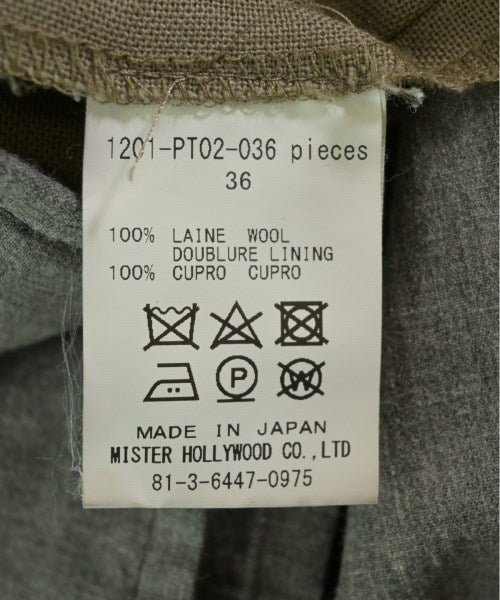 1201-PT02-036 pieces
36
100% LAINE WOOL
DOUBLURE LINING
100% CUPRO CUPRO
P
W
MADE IN JAPAN
MISTER HOLLYWOOD CO.,LTD
81-3-6447-0975